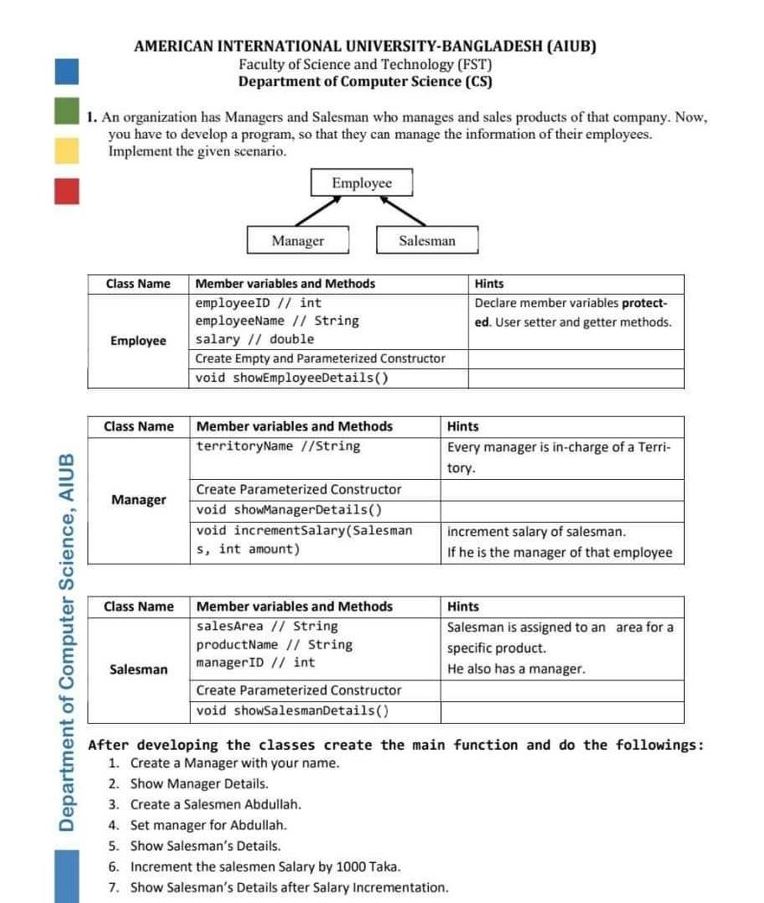 AMERICAN INTERNATIONAL UNIVERSITY-BANGLADESH (AIUB)
Faculty of Science and Technology (FST)
Department of Computer Science (CS)
1. An organization has Managers and Salesman who manages and sales products of that company. Now,
you have to develop a program, so that they can manage the information of their employees.
Implement the given scenario.
Employee
Manager
Salesman
Class Name
Member variables and Methods
Hints
Employee
employeeID // int
employeeName // String
salary // double
Declare member variables protect-
ed. User setter and getter methods.
Create Empty and Parameterized Constructor
void showEmployeeDetails()
Class Name
Member variables and Methods
Hints
Manager
territoryName //String
Every manager is in-charge of a Terri-
tory.
Create Parameterized Constructor
void showManagerDetails()
void incrementSalary(Salesman
s, int amount)
increment salary of salesman.
If he is the manager of that employee
Class Name
Member variables and Methods
Hints
Salesman
salesArea // String
productName // String
managerID // int
Salesman is assigned to an area for a
specific product.
He also has a manager.
Create Parameterized Constructor
void showSalesmanDetails()
After developing the classes create the main function and do the followings:
1. Create a Manager with your name.
2. Show Manager Details.
3. Create a Salesmen Abdullah.
4. Set manager for Abdullah.
5. Show Salesman's Details.
6. Increment the salesmen Salary by 1000 Taka.
7. Show Salesman's Details after Salary Incrementation.
Department of Computer Science, AIUB